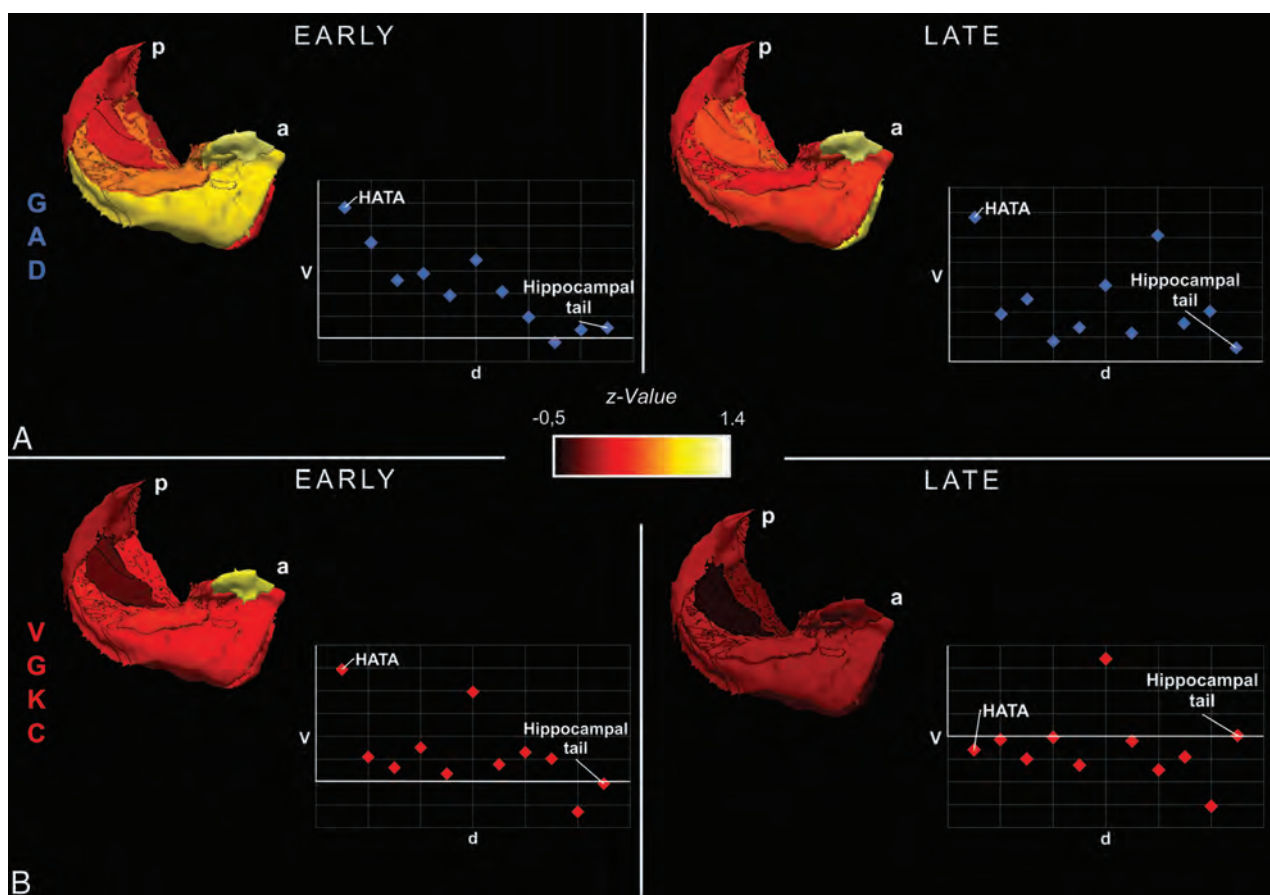 EARLY
p
a
G
A
D
HATA
V
Hippocampal
tail
d
LATE
p
a
HATA
V
Hippocampal
tail
d
z-Value
-0,5
1.4
A
EARLY
p
a
V
G
K
C
HATA
V
Hippocampal
tail
d
LATE
p
a
HATA
V
Hippocampal
tail
d
B